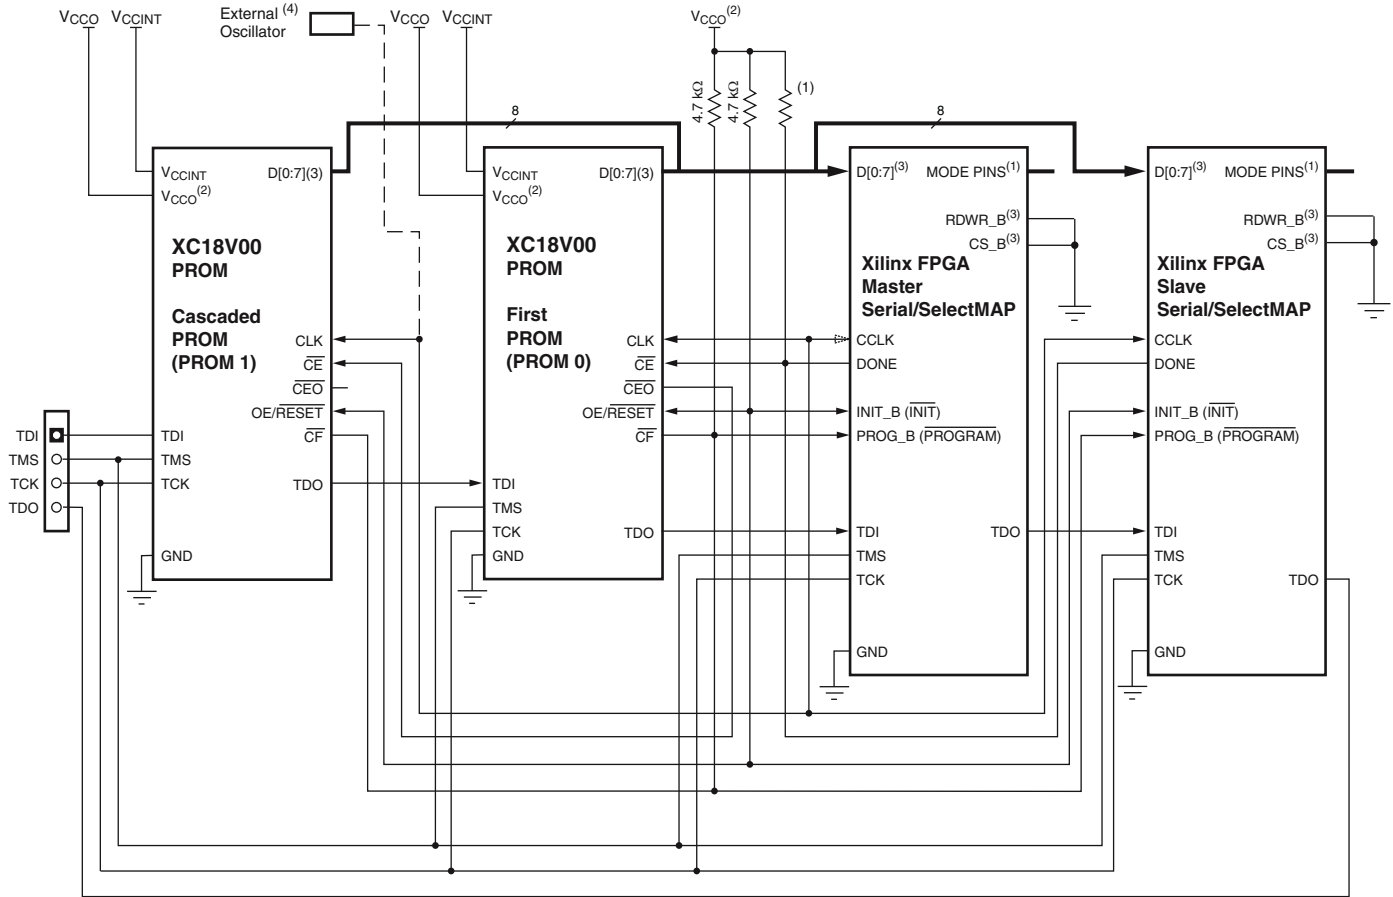 VCCO VCCINT
External (4)
Oscillator
VCCO VCCINT
VCCO(2)
4.7 kΩ
4.7 kΩ
(1)
8
8
VCCINT
VCCO(2)
D[0:7](3)
XC18V00
PROM
Cascaded
PROM
(PROM 1)
CLK
CE
CEO
OE/RESET
CF
TDI
TMS
TCK
TDO
TDI
TMS
TCK
TDO
GND
VCCINT
VCCO(2)
D[0:7](3)
XC18V00
PROM
First
PROM
(PROM 0)
CLK
CE
CEO
OE/RESET
CF
TDI
TMS
TCK
TDO
GND
D[0:7](3) MODE PINS(1)
RDWR_B(3)
CS_B(3)
Xilinx FPGA
Master
Serial/SelectMAP
CCLK
DONE
INIT_B (INIT)
PROG_B (PROGRAM)
TDI
TDO
TMS
TCK
GND
D[0:7](3) MODE PINS(1)
RDWR_B(3)
CS_B(3)
Xilinx FPGA
Slave
Serial/SelectMAP
CCLK
DONE
INIT_B (INIT)
PROG_B (PROGRAM)
TDI
TMS
TCK
TDO
GND